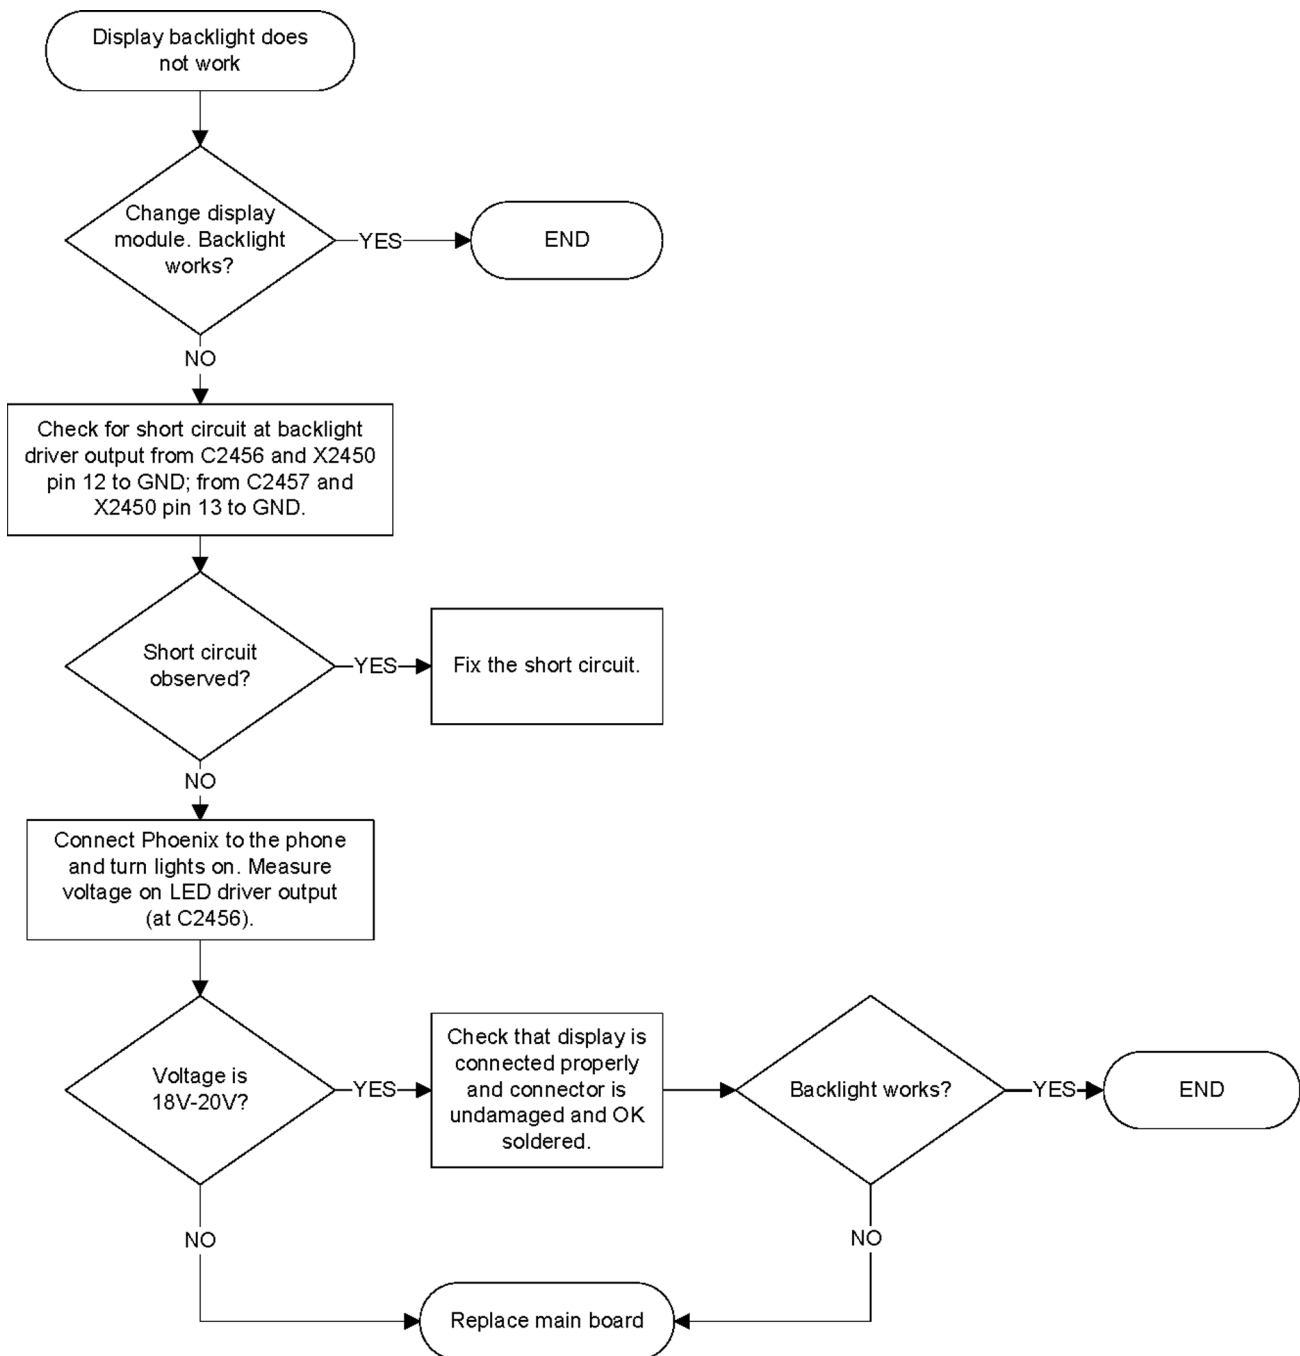 Display backlight does
not work
Change display
module. Backlight
works?
YES
END
NO
Check for short circuit at backlight
driver output from C2456 and X2450
pin 12 to GND; from C2457 and
X2450 pin 13 to GND.
Short circuit
observed?
YES
Fix the short circuit.
NO
Connect Phoenix to the phone
and turn lights on. Measure
voltage on LED driver output
(at C2456).
Voltage is
18V-20V?
YES
Check that display is
connected properly
and connector is
undamaged and OK
soldered.
Backlight works?
YES
END
NO
NO
Replace main board